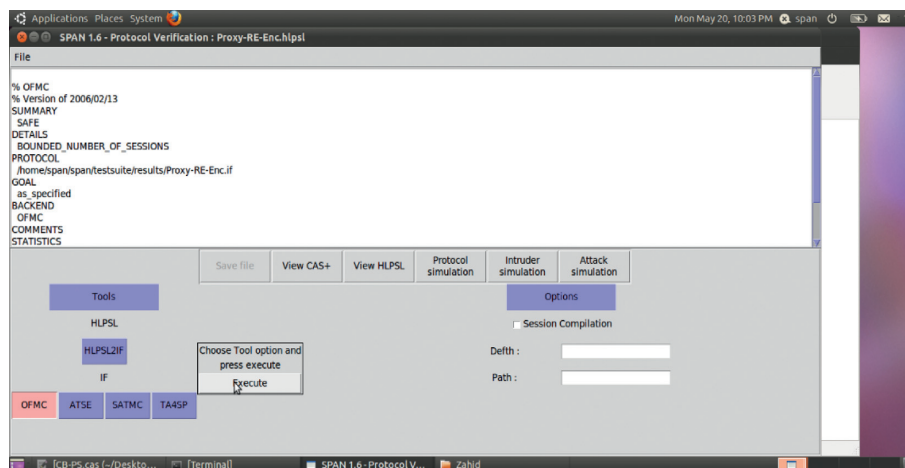 Applications Places System Mon May 20, 10:03 PM span
SPAN 1.6 - Protocol Verification : Proxy-RE-Enc.hlpsl
File
% OFMC
% Version of 2006/02/13
SUMMARY
SAFE
DETAILS
BOUNDED_NUMBER_OF_SESSIONS
PROTOCOL
/home/span/span/testsuite/results/Proxy-RE-Enc.if
GOAL
as_specified
BACKEND
OFMC
COMMENTS
STATISTICS
Save file View CAS+ View HLPSL Protocol simulation Intruder simulation Attack simulation
Tools Options
HLPSL Session Compilation
HLPSL2IF Choose Tool option and press execute Defth :
IF Execute Path :
OFMC ATSE SATMC TA4SP
[CB-PS.cas (~/Deskto... [Terminal] SPAN 1.6 - Protocol V... Zahid